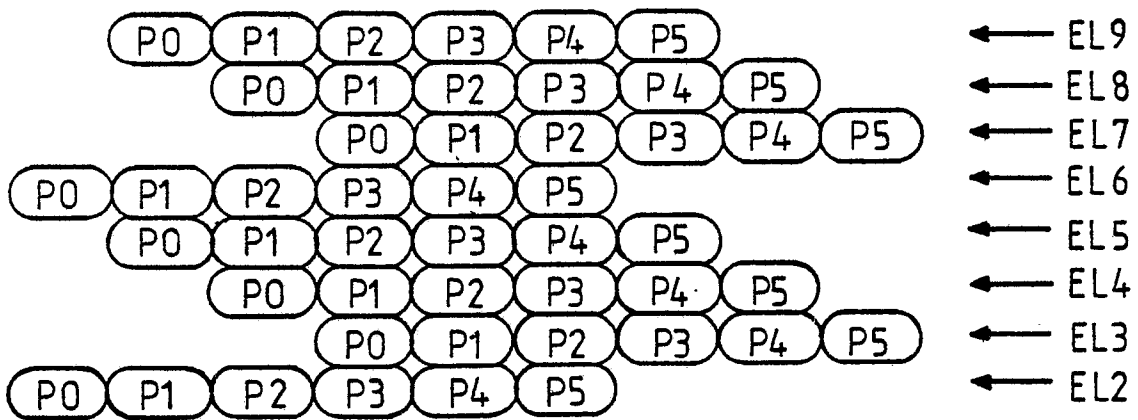 P0 P1 P2 P3 P4 P5 EL9
P0 P1 P2 P3 P4 P5 EL8
P0 P1 P2 P3 P4 P5 EL7
P0 P1 P2 P3 P4 P5 EL6
P0 P1 P2 P3 P4 P5 EL5
P0 P1 P2 P3 P4 P5 EL4
P0 P1 P2 P3 P4 P5 EL3
P0 P1 P2 P3 P4 P5 EL2